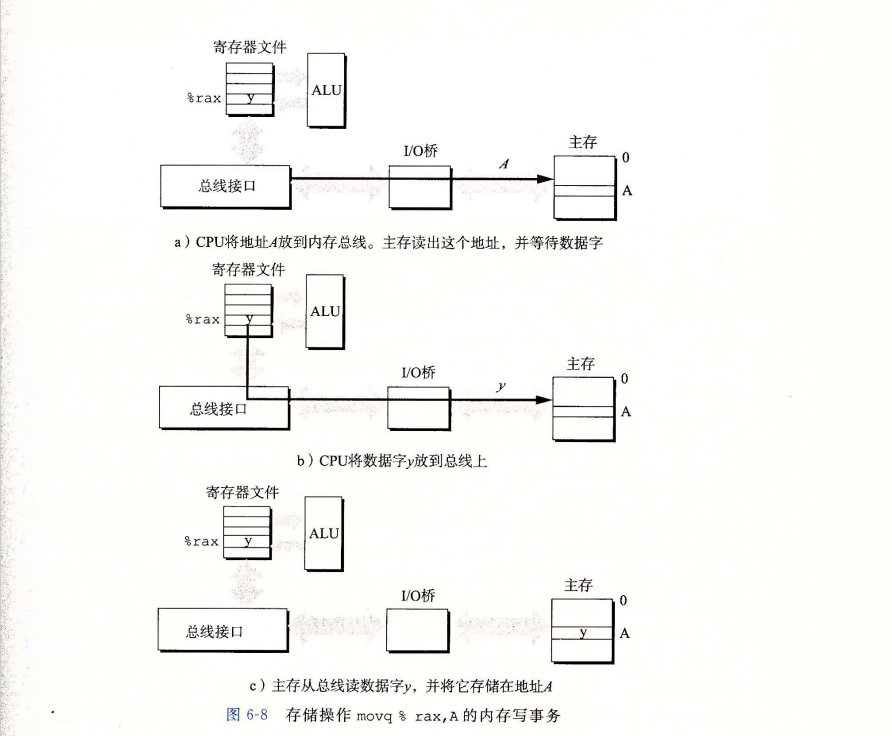 寄存器文件
ALU
%rax
y
I/O桥
主存
A
0
总线接口
A
a）CPU将地址A放到内存总线。主存读出这个地址，并等待数据字
寄存器文件
ALU
%rax
y
I/O桥
主存
y
0
总线接口
A
b）CPU将数据字y放到总线上
寄存器文件
ALU
%rax
y
I/O桥
主存
0
总线接口
y
A
c）主存从总线读数据字y，并将它存储在地址A
图 6-8 存储操作 movq % rax,A 的内存写事务